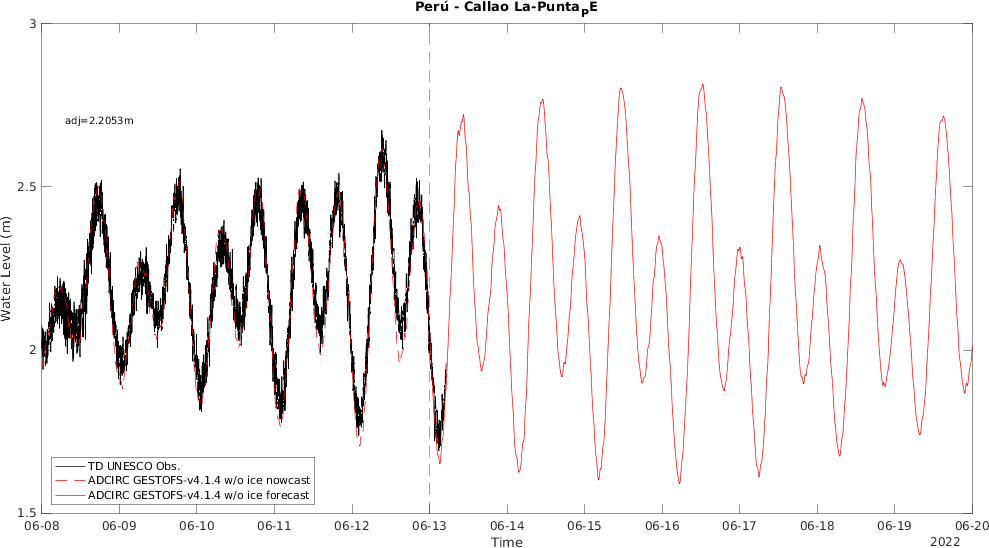 Perú - Callao La-PuntaPE
3
adj=2.2053m
2.5
Water Level (m)
2
TD UNESCO Obs.
ADCIRC GESTOFS-v4.1.4 w/o ice nowcast
ADCIRC GESTOFS-v4.1.4 w/o ice forecast
1.5
06-08 06-09 06-10 06-11 06-12 06-13 06-14 06-15 06-16 06-17 06-18 06-19 06-20
Time
2022